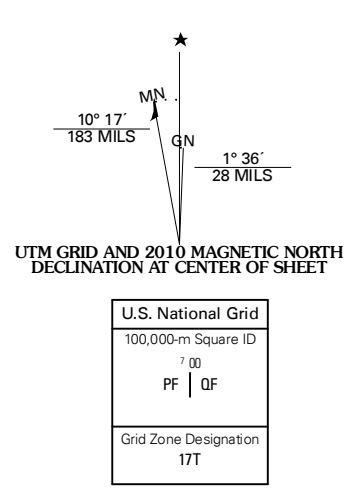 ★
MN
10° 17´
183 MILS
GN
1° 36´
28 MILS
UTM GRID AND 2010 MAGNETIC NORTH
DECLINATION AT CENTER OF SHEET
U.S. National Grid
100,000-m Square ID
7 00
PF | QF
Grid Zone Designation
17T